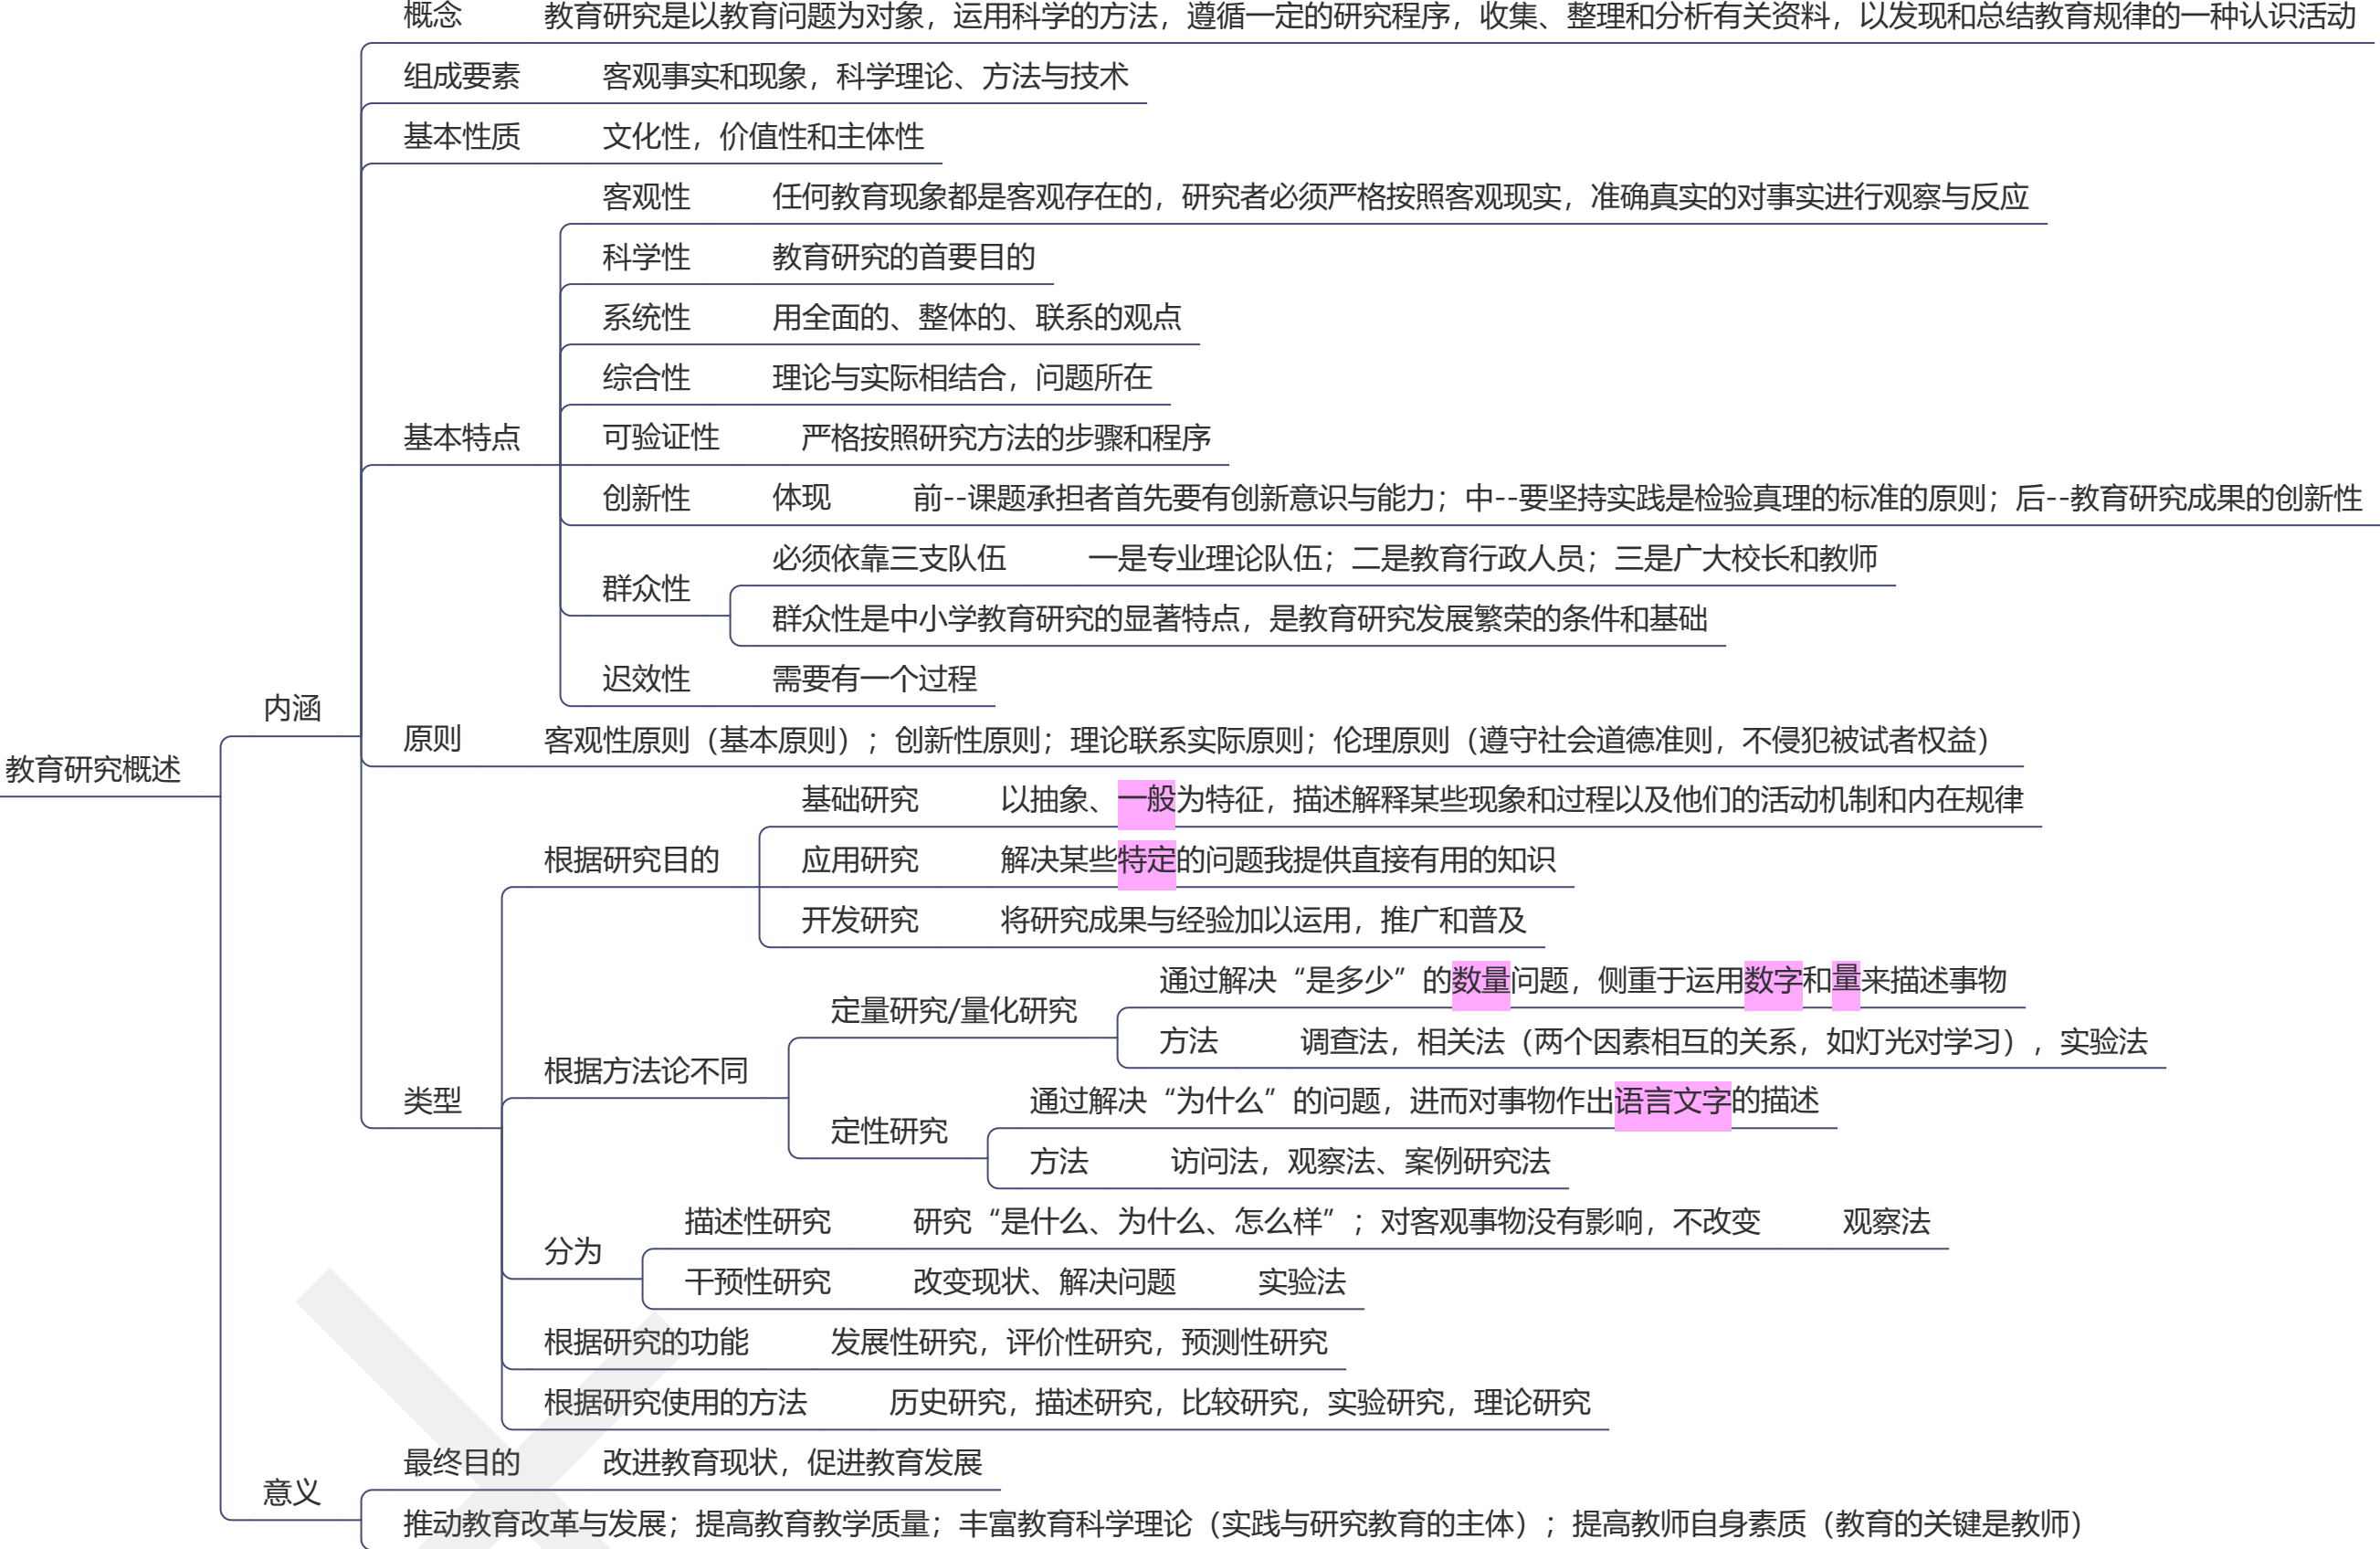 概念 教育研究是以教育问题为对象，运用科学的方法，遵循一定的研究程序，收集、整理和分析有关资料，以发现和总结教育规律的一种认识活动
组成要素 客观事实和现象，科学理论、方法与技术
基本性质 文化性，价值性和主体性
客观性 任何教育现象都是客观存在的，研究者必须严格按照客观现实，准确真实的对事实进行观察与反应
科学性 教育研究的首要目的
系统性 用全面的、整体的、联系的观点
综合性 理论与实际相结合，问题所在
基本特点 可验证性 严格按照研究方法的步骤和程序
创新性 体现 前--课题承担者首先要有创新意识与能力；中--要坚持实践是检验真理的标准的原则；后--教育研究成果的创新性
必须依靠三支队伍 一是专业理论队伍；二是教育行政人员；三是广大校长和教师
群众性
群众性是中小学教育研究的显著特点，是教育研究发展繁荣的条件和基础
迟效性 需要有一个过程
内涵
原则 客观性原则（基本原则）；创新性原则；理论联系实际原则；伦理原则（遵守社会道德准则，不侵犯被试者权益）
教育研究概述
基础研究 以抽象、一般为特征，描述解释某些现象和过程以及他们的活动机制和内在规律
根据研究目的 应用研究 解决某些特定的问题我提供直接有用的知识
开发研究 将研究成果与经验加以运用，推广和普及
通过解决“是多少”的数量问题，侧重于运用数字和量来描述事物
定量研究/量化研究
方法 调查法，相关法（两个因素相互的关系，如灯光对学习），实验法
根据方法论不同
类型
通过解决“为什么”的问题，进而对事物作出语言文字的描述
定性研究
方法 访问法，观察法、案例研究法
描述性研究 研究“是什么、为什么、怎么样”；对客观事物没有影响，不改变 观察法
分为
干预性研究 改变现状、解决问题 实验法
根据研究的功能 发展性研究，评价性研究，预测性研究
根据研究使用的方法 历史研究，描述研究，比较研究，实验研究，理论研究
最终目的 改进教育现状，促进教育发展
意义
推动教育改革与发展；提高教育教学质量；丰富教育科学理论（实践与研究教育的主体）；提高教师自身素质（教育的关键是教师）